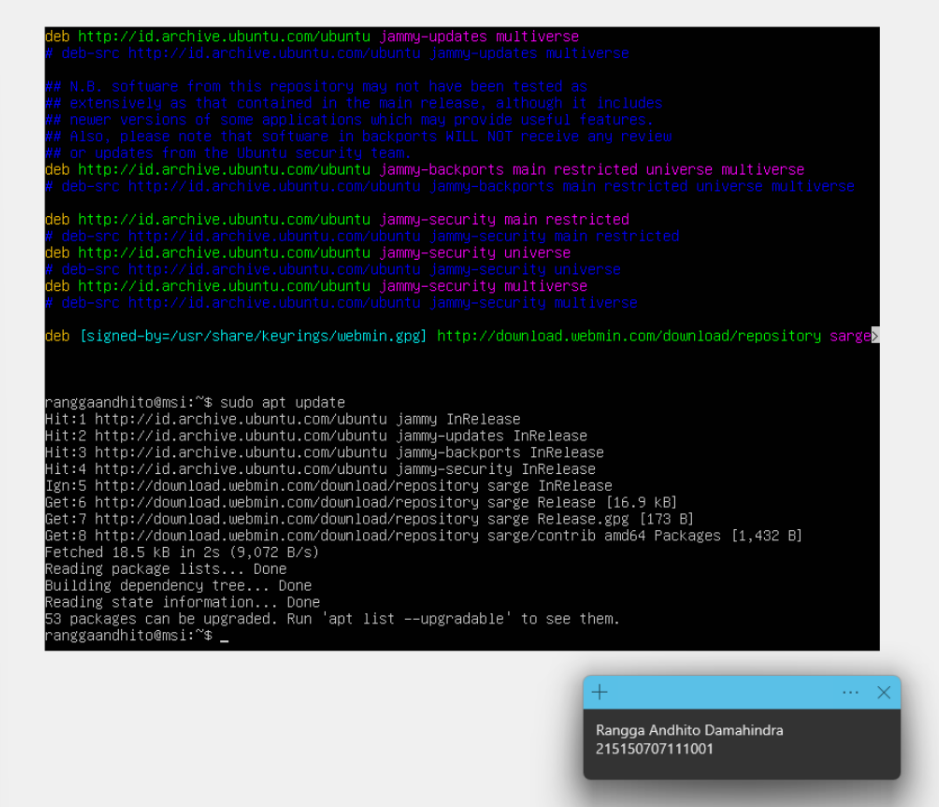 deb http://id.archive.ubuntu.com/ubuntu jammy-updates multiverse
# deb-src http://id.archive.ubuntu.com/ubuntu jammy-updates multiverse
## N.B. software from this repository may not have been tested as
## extensively as that contained in the main release, although it includes
## newer versions of some applications which may provide useful features.
## Also, please note that software in backports WILL NOT receive any review
## or updates from the Ubuntu security team.
deb http://id.archive.ubuntu.com/ubuntu jammy-backports main restricted universe multiverse
# deb-src http://id.archive.ubuntu.com/ubuntu jammy-backports main restricted universe multiverse
deb http://id.archive.ubuntu.com/ubuntu jammy-security main restricted
# deb-src http://id.archive.ubuntu.com/ubuntu jammy-security main restricted
deb http://id.archive.ubuntu.com/ubuntu jammy-security universe
# deb-src http://id.archive.ubuntu.com/ubuntu jammy-security universe
deb http://id.archive.ubuntu.com/ubuntu jammy-security multiverse
# deb-src http://id.archive.ubuntu.com/ubuntu jammy-security multiverse
deb [signed-by=/usr/share/keyrings/webmin.gpg] http://download.webmin.com/download/repository sarge>
ranggaandhito@msi:~$ sudo apt update
Hit:1 http://id.archive.ubuntu.com/ubuntu jammy InRelease
Hit:2 http://id.archive.ubuntu.com/ubuntu jammy-updates InRelease
Hit:3 http://id.archive.ubuntu.com/ubuntu jammy-backports InRelease
Hit:4 http://id.archive.ubuntu.com/ubuntu jammy-security InRelease
Ign:5 http://download.webmin.com/download/repository sarge InRelease
Get:6 http://download.webmin.com/download/repository sarge Release [16.9 kB]
Get:7 http://download.webmin.com/download/repository sarge Release.gpg [173 B]
Get:8 http://download.webmin.com/download/repository sarge/contrib amd64 Packages [1,432 B]
Fetched 18.5 kB in 2s (9,072 B/s)
Reading package lists... Done
Building dependency tree... Done
Reading state information... Done
53 packages can be upgraded. Run 'apt list --upgradable' to see them.
ranggaandhito@msi:~$ _
Rangga Andhito Damahindra
215150707111001